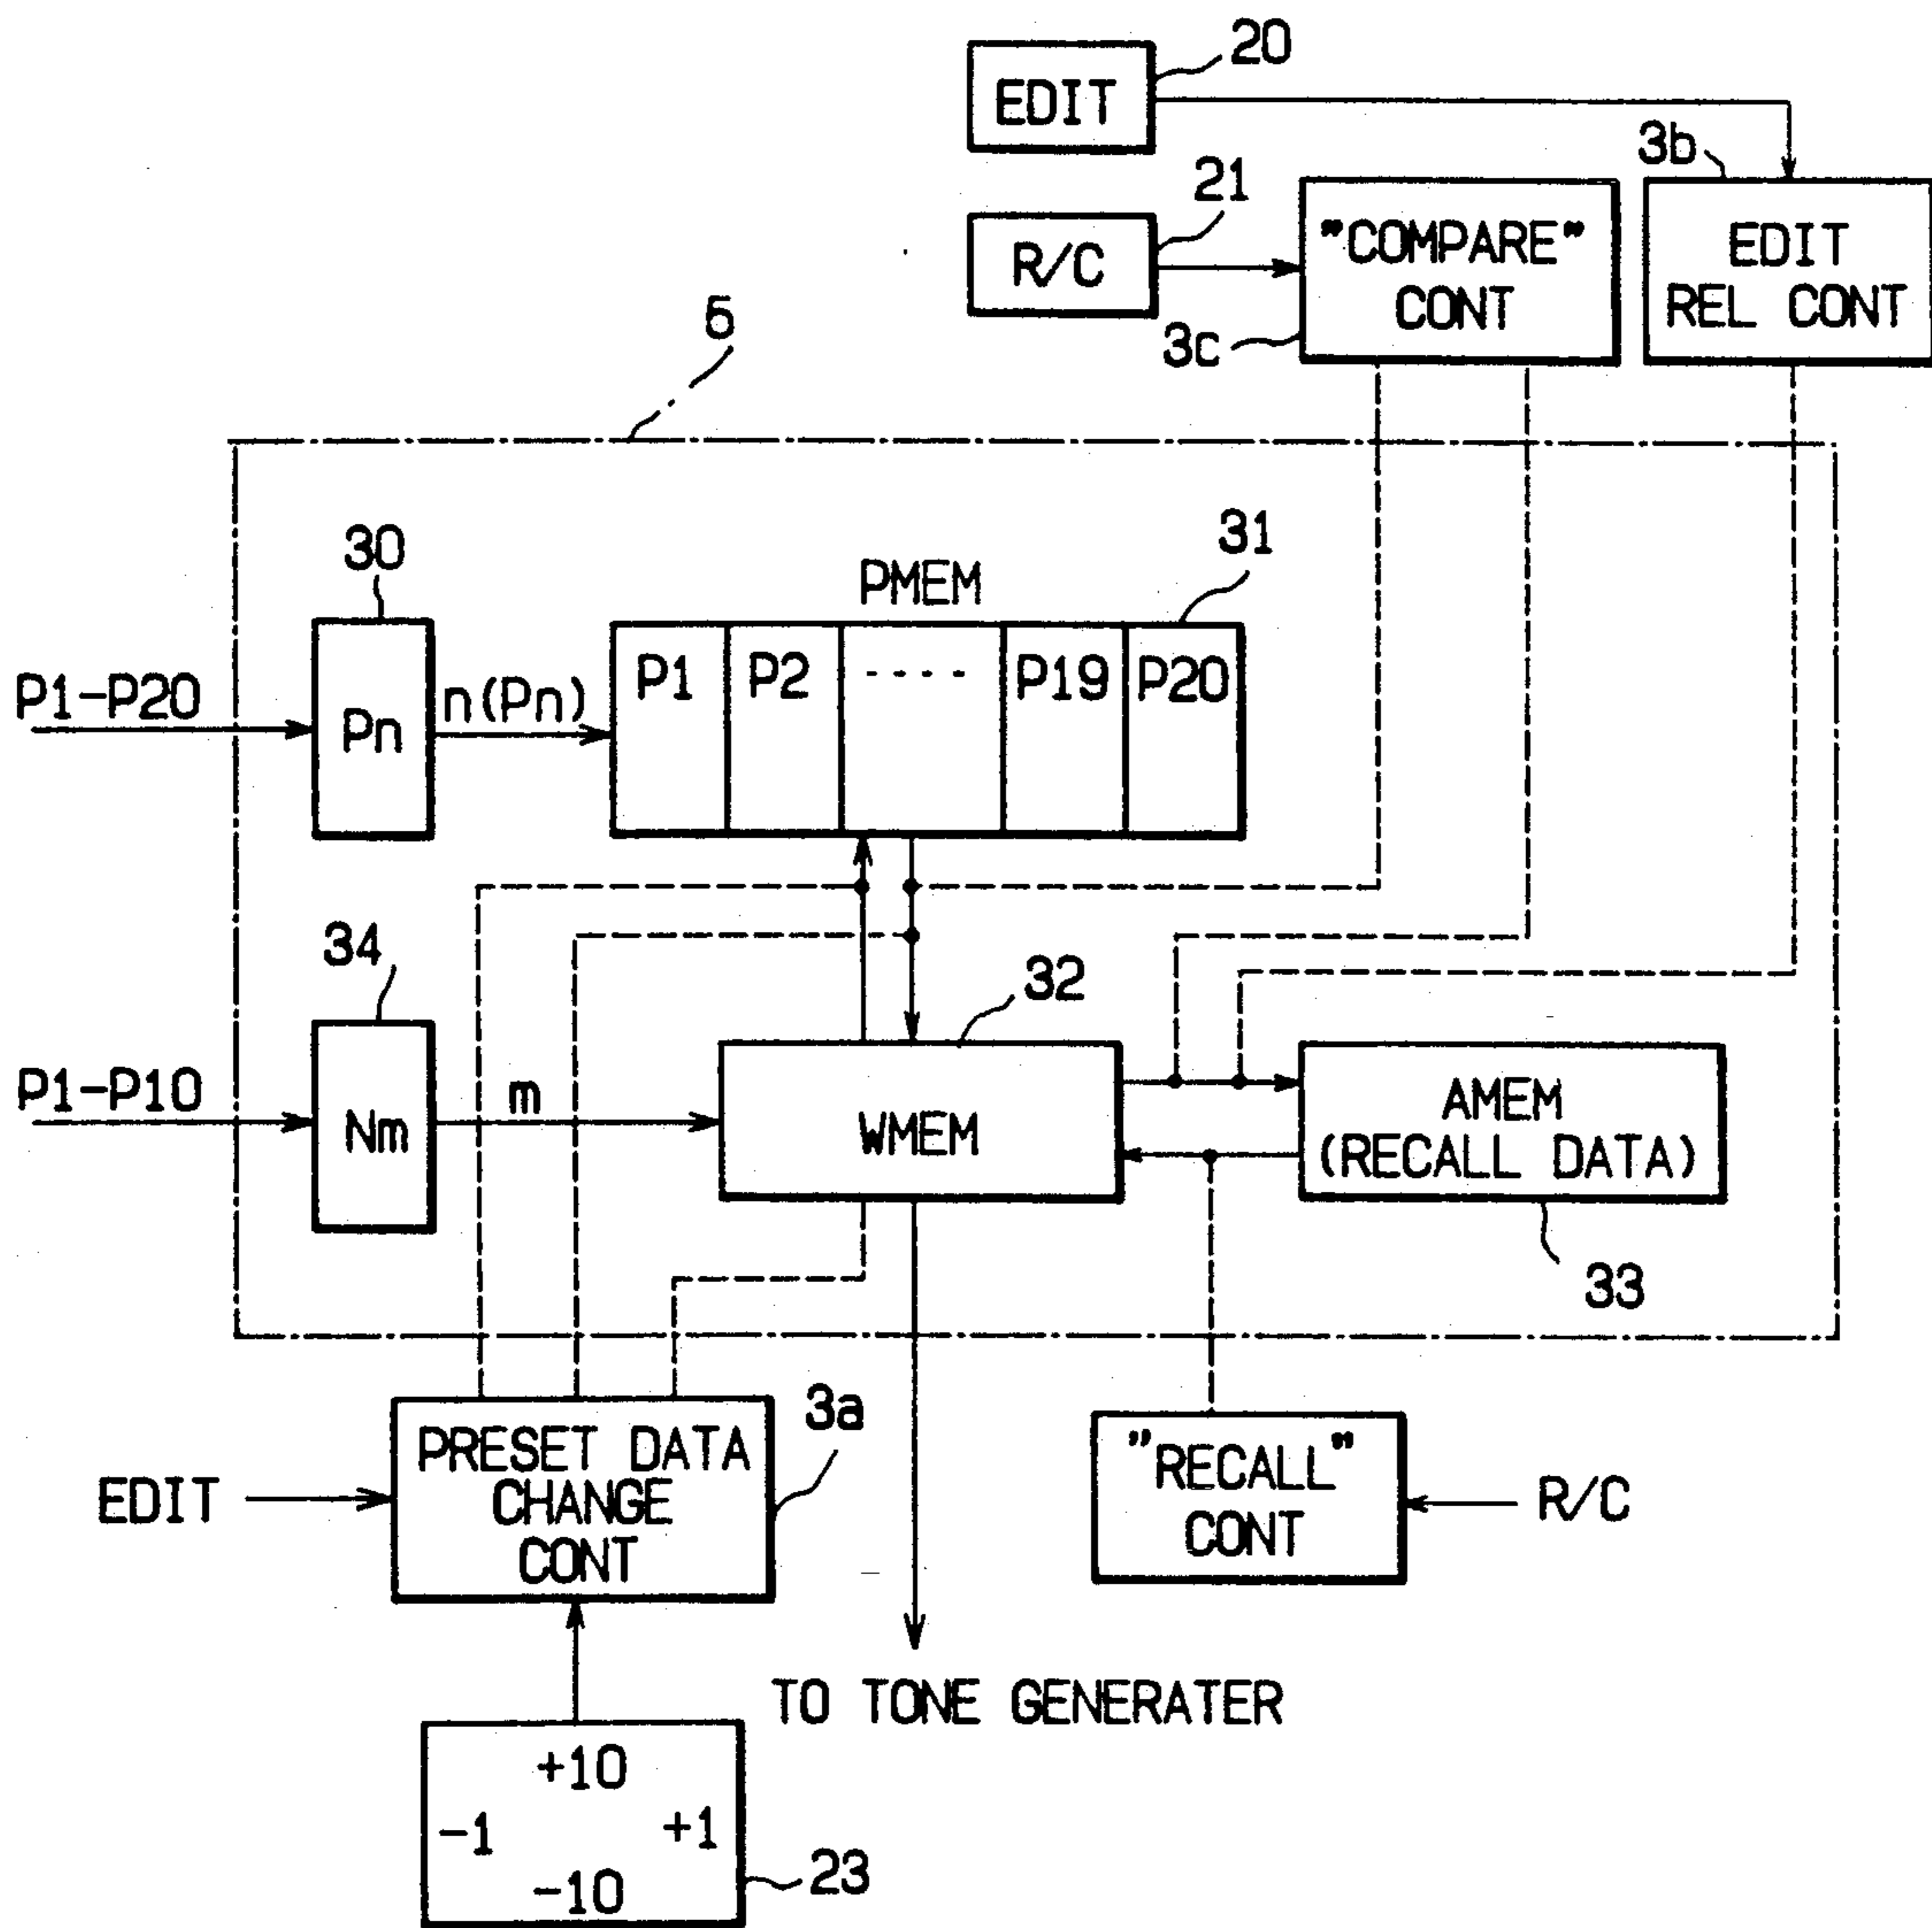 20
EDIT
3b
21
R/C
"COMPARE"
CONT
EDIT
REL CONT
3c
6
30
31
PMEM
P1-P20
Pn
n(Pn)
P1
P2
----
P19
P20
34
32
P1-P10
Nm
m
WMEM
AMEM
(RECALL DATA)
33
3a
PRESET DATA
CHANGE
CONT
EDIT
"RECALL"
CONT
R/C
TO TONE GENERATER
+10
-1
+1
-10
23